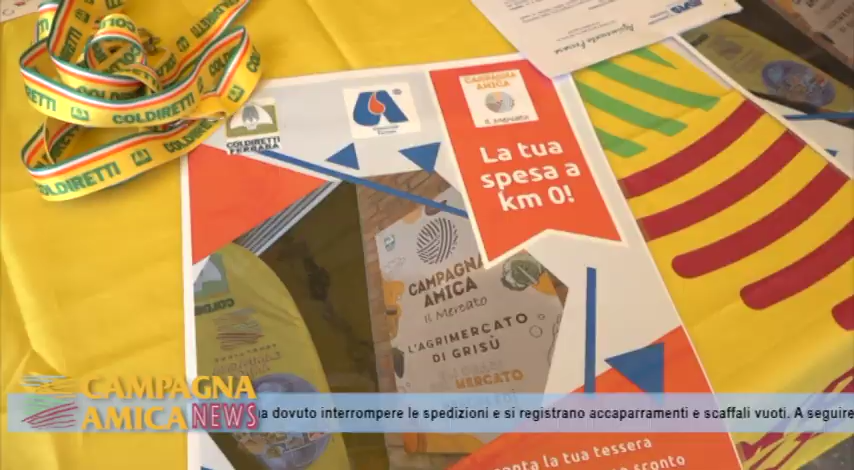 COLDIRETTI
COLDIRETTI
COLDIRETTI
COLDIRETTI
FERRARA
CAMPAGNA
AMICA
Il Mercato
La tua
spesa a
km 0!
CAMPAGNA
AMICA
Il Mercato
L'AGRIMERCATO
DI GRISÙ
MERCATO
la tua tessera
sconto
CAMPAGNA
AMICA NEWS
ha dovuto interrompere le spedizioni e si registrano accaparramenti e scaffali vuoti. A seguire